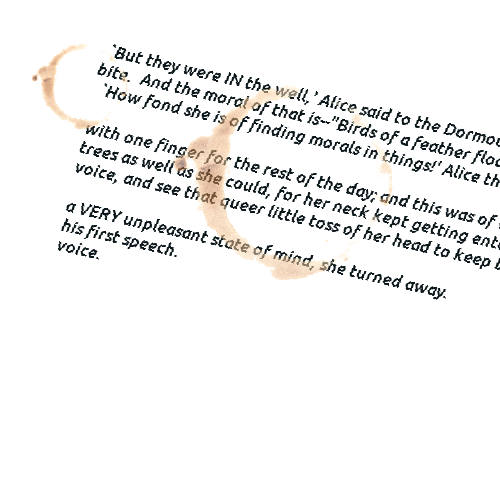 `But they were IN the well,' Alice said to the
bite. And the moral of that is--"Birds of a feather
`How fond she is of finding morals in things!' Alice
with one finger for the rest of the day; and this was of
trees as well as she could, for her neck kept getting
voice, and see that queer little toss of her head to keep
a VERY unpleasant state of mind, she turned away.
his first speech.
voice.